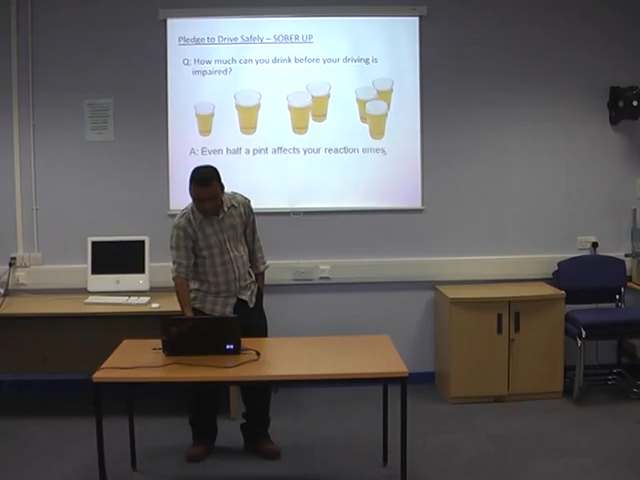 Pledge to Drive Safely – SOBER UP
Q: How much can you drink before your driving is
impaired?
A: Even half a pint affects your reaction times.